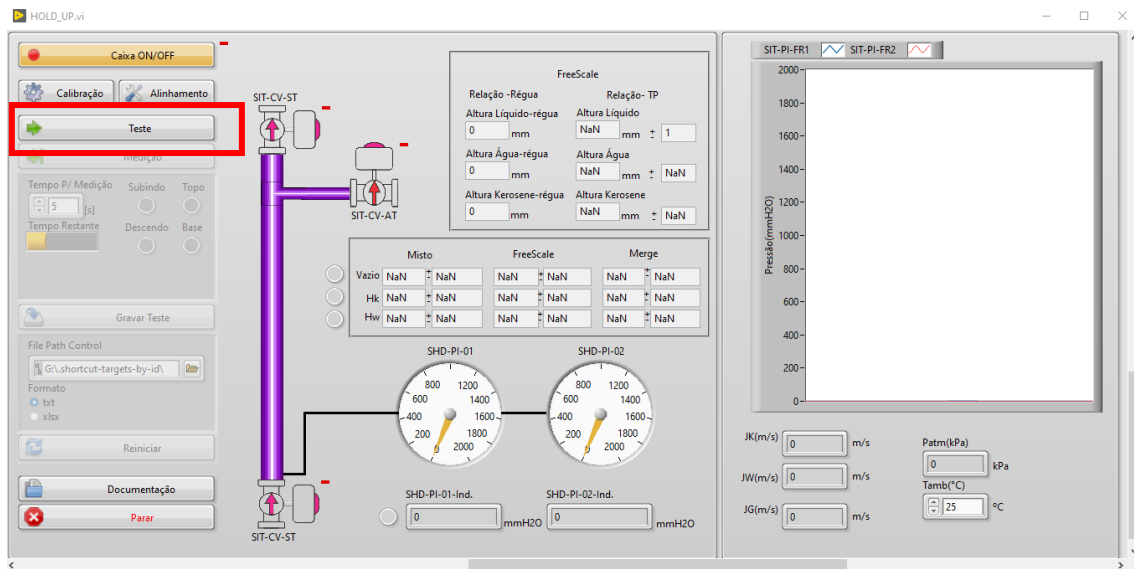 HOLD_UP.vi
Caixa ON/OFF
Calibração
Alinhamento
Teste
Medição
Tempo P/ Medição
Subindo
Topo
5
[s]
Tempo Restante
Descendo
Base
Gravar Teste
File Path Control
G:\.shortcut-targets-by-id\
Formato
txt
xlsx
Reiniciar
Documentação
Parar
SIT-CV-ST
SIT-CV-AT
SIT-CV-ST
FreeScale
Relação -Régua
Relação- TP
Altura Líquido-régua
Altura Líquido
0 mm
NaN mm ± 1
Altura Água-régua
Altura Água
0 mm
NaN mm ± NaN
Altura Kerosene-régua
Altura Kerosene
0 mm
NaN mm ± NaN
Misto
FreeScale
Merge
Vazio NaN ± NaN NaN ± NaN NaN ± NaN
Hk NaN ± NaN NaN ± NaN NaN ± NaN
Hw NaN ± NaN NaN ± NaN NaN ± NaN
SHD-PI-01
SHD-PI-02
0 200 400 600 800 1200 1400 1600 1800 2000
0 200 400 600 800 1200 1400 1600 1800 2000
SHD-PI-01-Ind.
SHD-PI-02-Ind.
0 mmH2O
0 mmH2O
SIT-PI-FR1
SIT-PI-FR2
Pressão(mmH2O)
2000
1800
1600
1400
1200
1000
800
600
400
200
0
JK(m/s) 0 m/s
JW(m/s) 0 m/s
JG(m/s) 0 m/s
Patm(kPa)
0 kPa
Tamb(°C)
25 °C